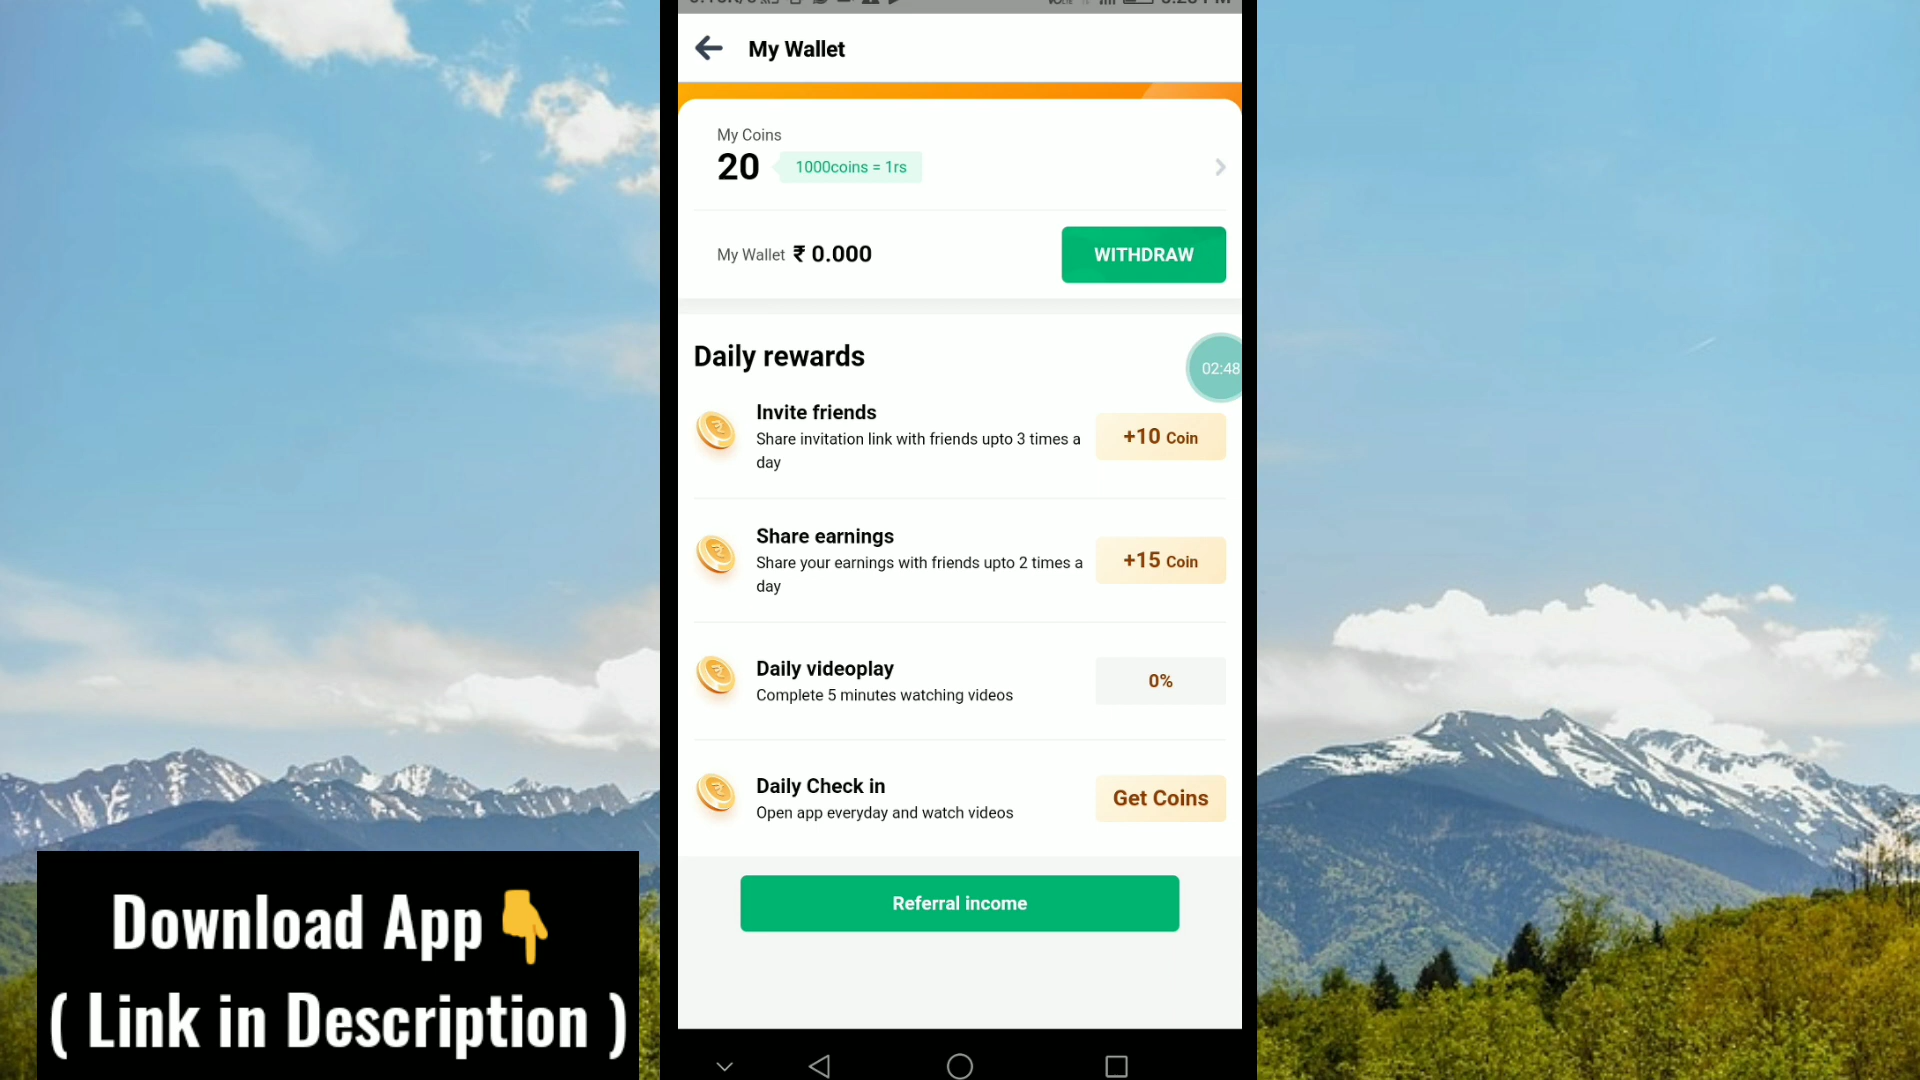 My Wallet
My Coins
20 1000coins = 1rs
My Wallet ₹ 0.000 WITHDRAW
Daily rewards
02:48
Invite friends
Share invitation link with friends upto 3 times a
day
+10 Coin
Share earnings
Share your earnings with friends upto 2 times a
day
+15 Coin
Daily videoplay
Complete 5 minutes watching videos
0%
Daily Check in
Open app everyday and watch videos
Get Coins
Referral income
Download App👇
( Link in Description )